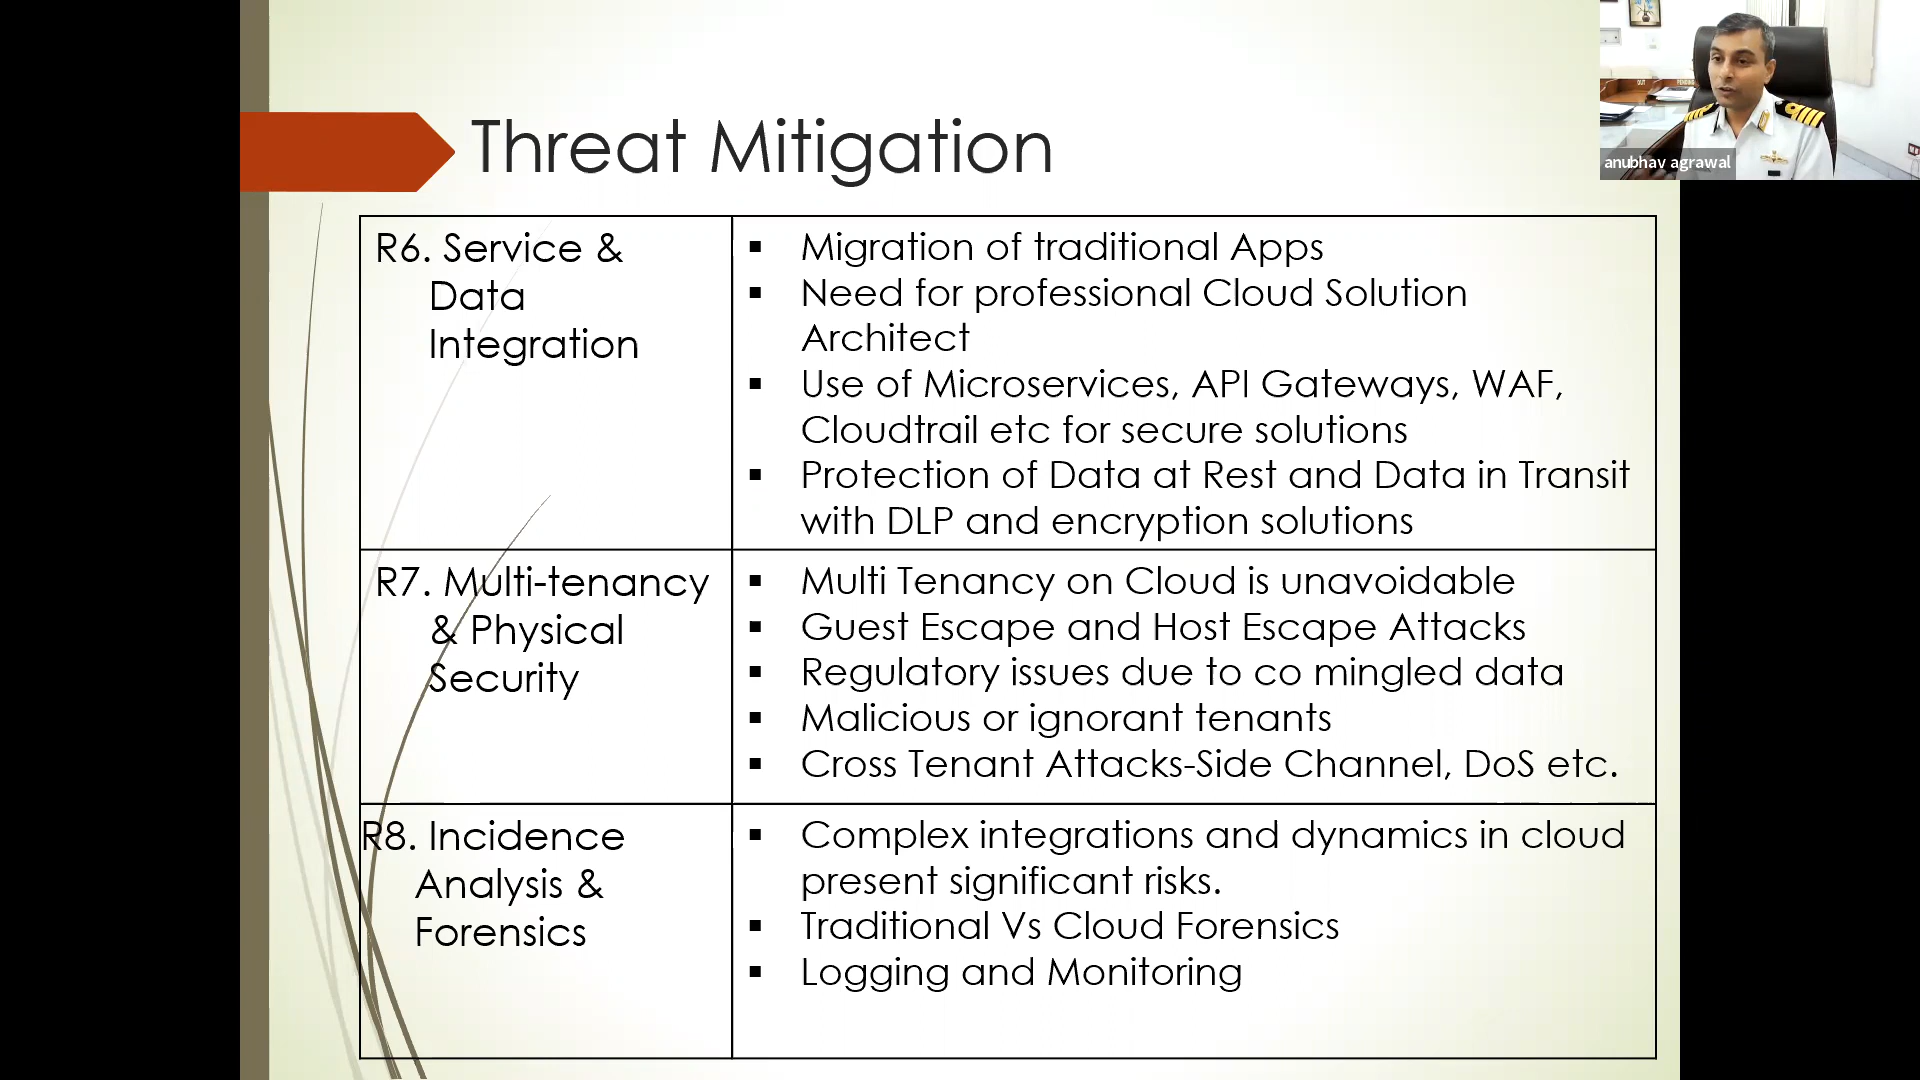 Threat Mitigation
anubhav agrawal
R6. Service &
Data
Integration
▪ Migration of traditional Apps
▪ Need for professional Cloud Solution
Architect
▪ Use of Microservices, API Gateways, WAF,
Cloudtrail etc for secure solutions
▪ Protection of Data at Rest and Data in Transit
with DLP and encryption solutions
R7. Multi-tenancy
& Physical
Security
▪ Multi Tenancy on Cloud is unavoidable
▪ Guest Escape and Host Escape Attacks
▪ Regulatory issues due to co mingled data
▪ Malicious or ignorant tenants
▪ Cross Tenant Attacks-Side Channel, DoS etc.
R8. Incidence
Analysis &
Forensics
▪ Complex integrations and dynamics in cloud
present significant risks.
▪ Traditional Vs Cloud Forensics
▪ Logging and Monitoring